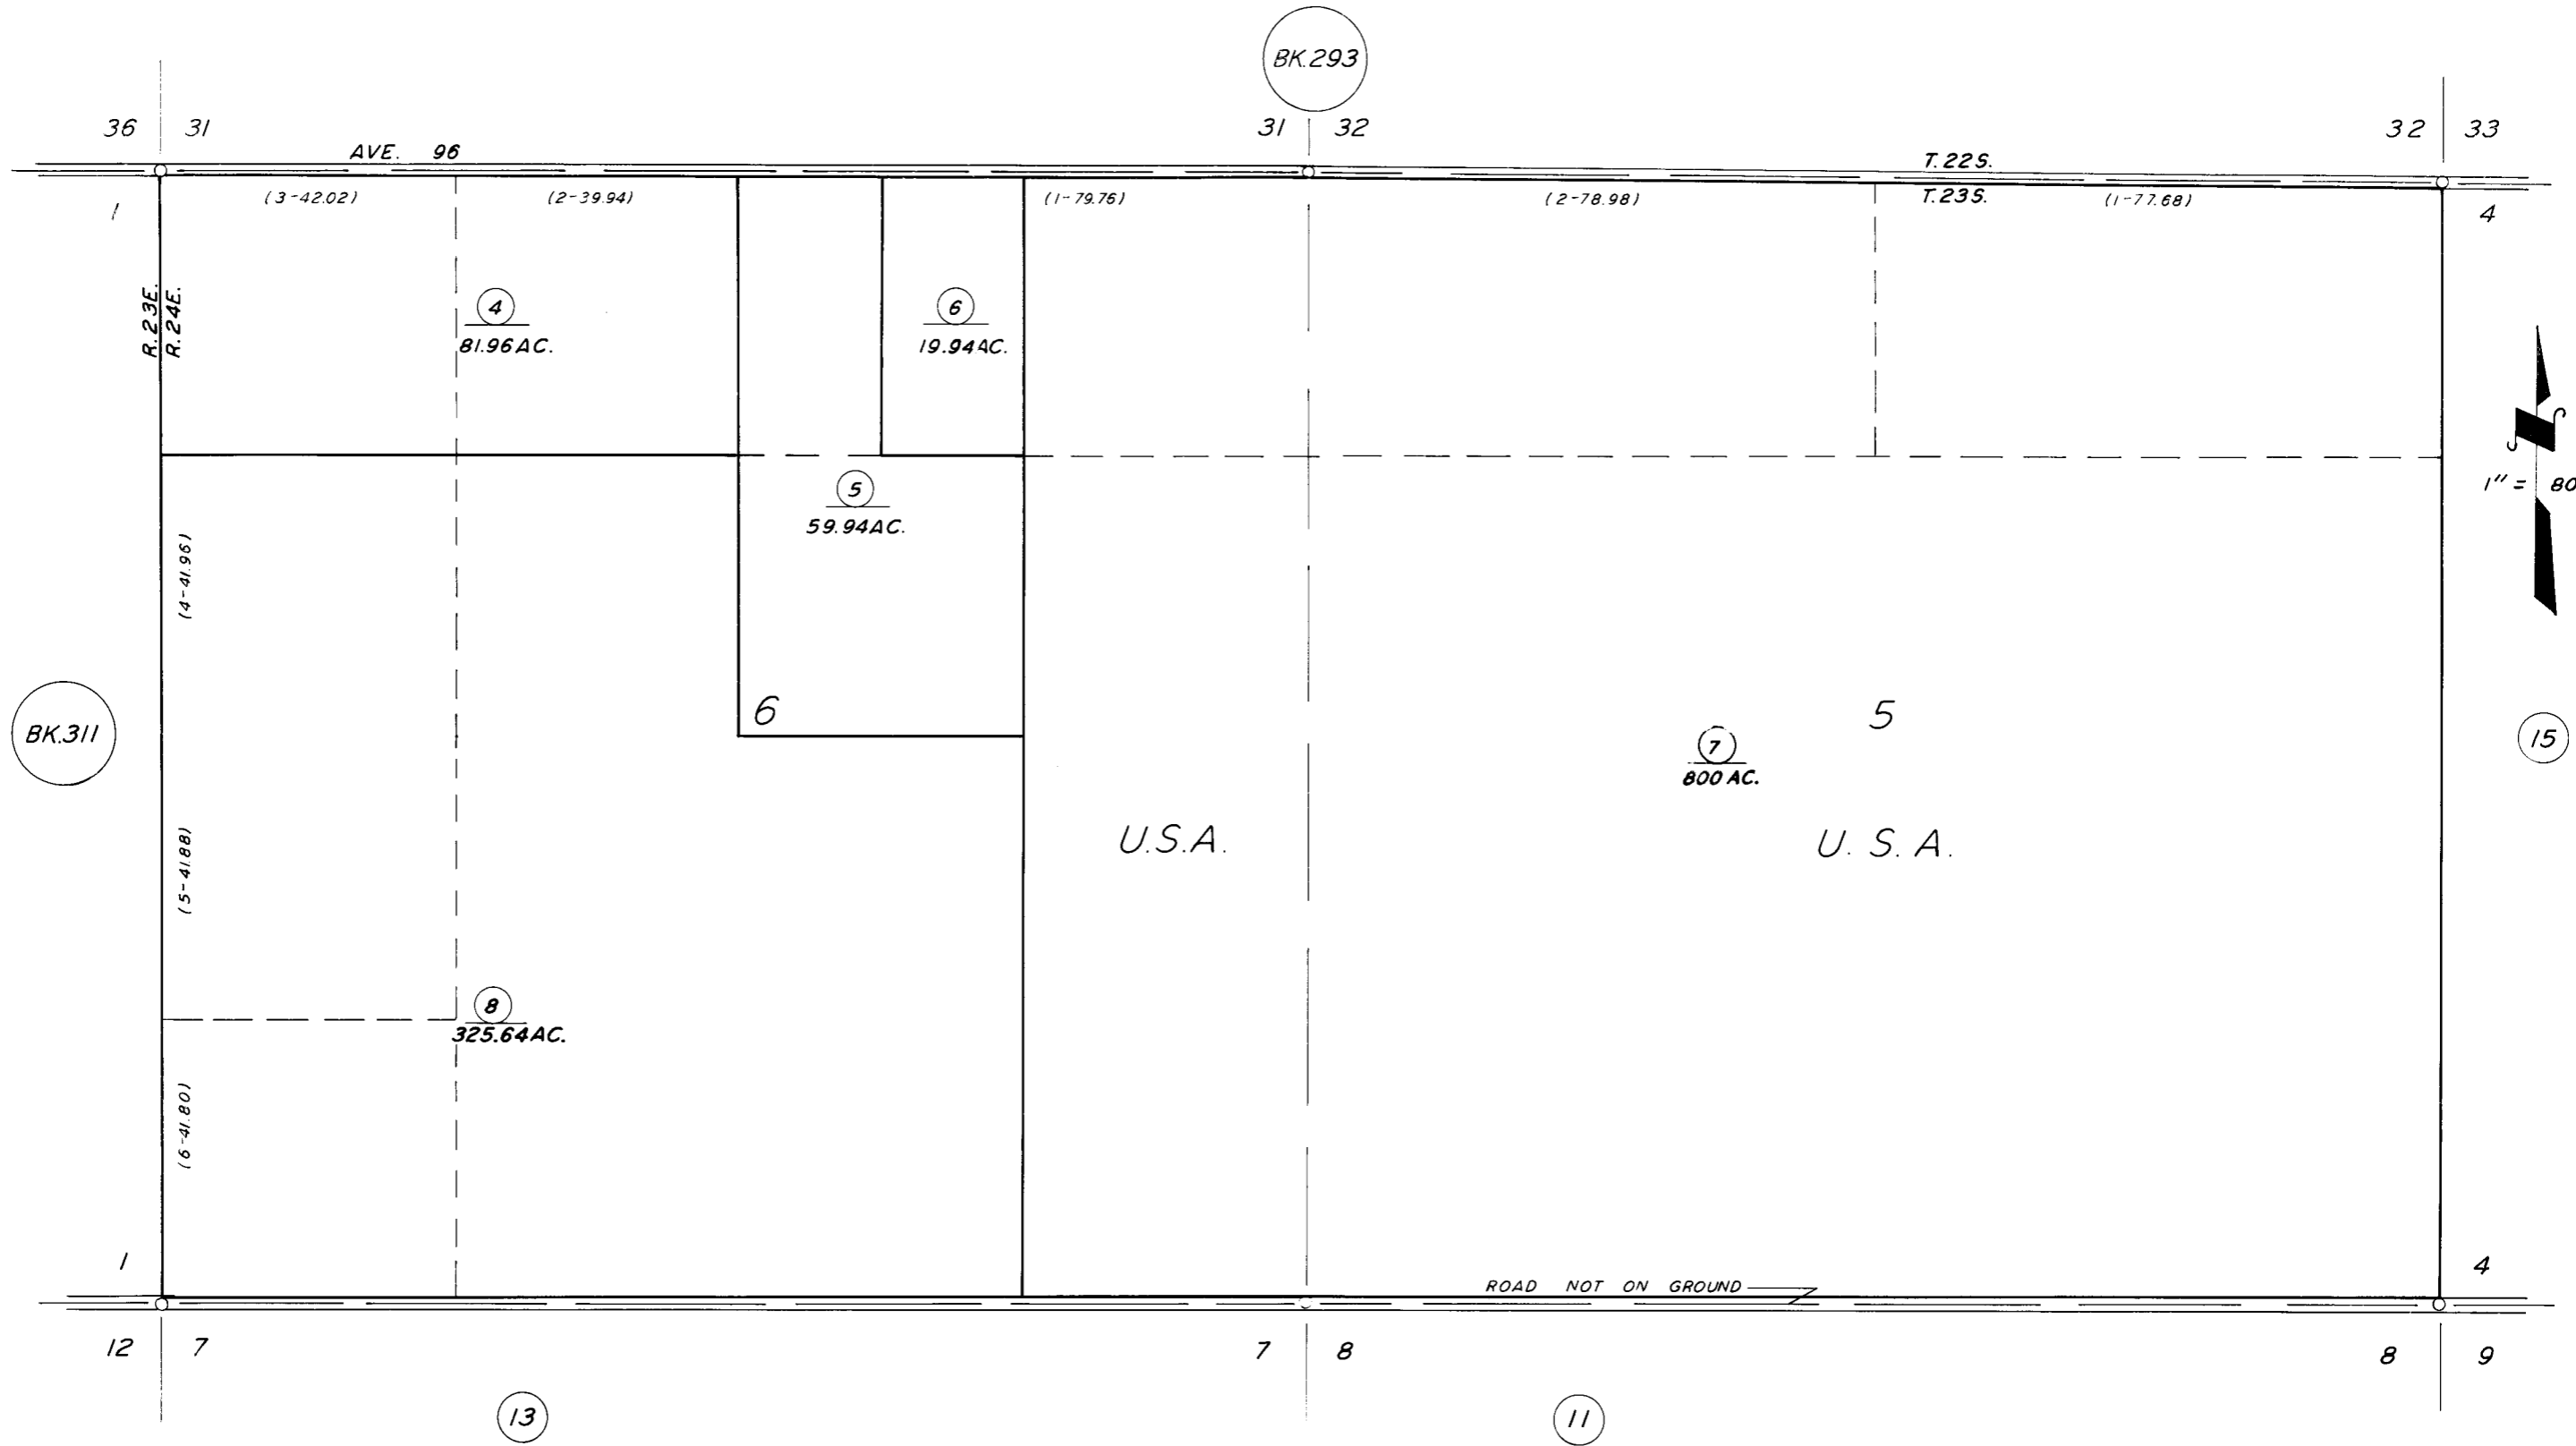 BK.293
36 31
31 32
32 33
AVE. 96
T.22S.
T.23S.
(3-42.02)
(2-39.94)
(1-79.76)
(2-78.98)
(1-77.68)
1
4
R.23E.
R.24E.
4
81.96AC.
6
19.94AC.
1" = 80
5
59.94AC.
(4-41.96)
6
5
BK.311
7
800 AC.
15
U.S.A.
U.S.A.
(5-41.88)
8
325.64AC.
(6-41.80)
1
4
ROAD NOT ON GROUND
12 7
7 8
8 9
13
11